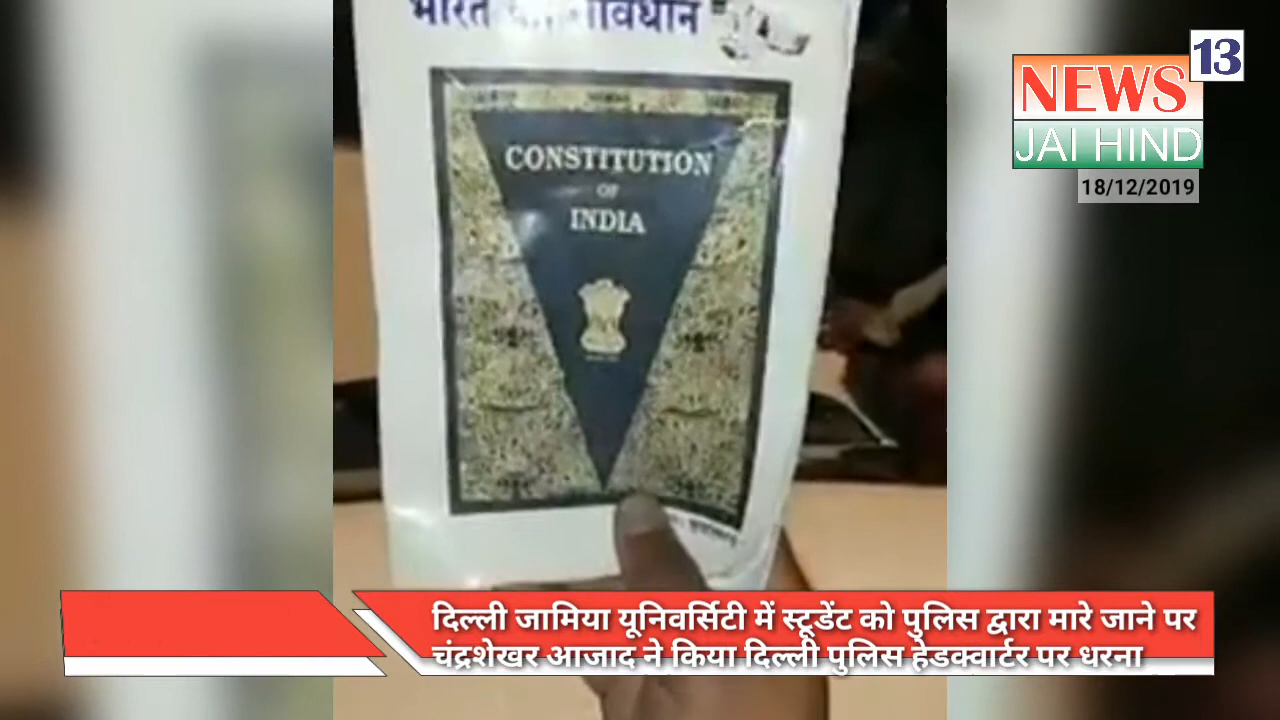 भारत का संविधान
CONSTITUTION
OF
INDIA
13
NEWS
JAI HIND
18/12/2019
दिल्ली जामिया यूनिवर्सिटी में स्टूडेंट को पुलिस द्वारा मारे जाने पर
चंद्रशेखर आजाद ने किया दिल्ली पुलिस हेडक्वार्टर पर धरना